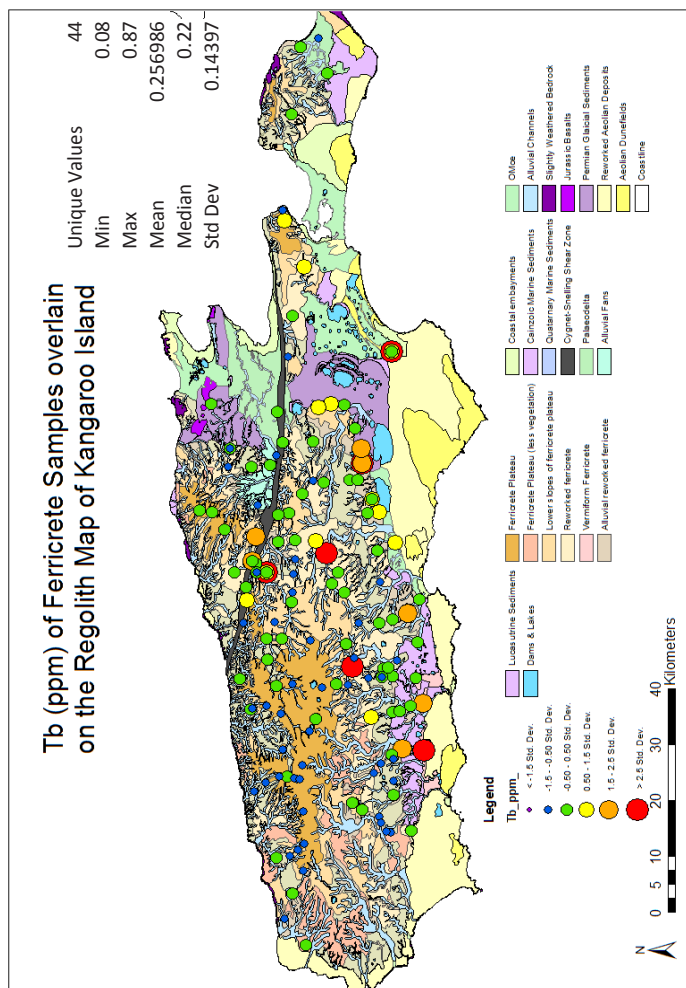 Tb (ppm) of Ferricrete Samples overlain
on the Regolith Map of Kangaroo Island
Unique Values 44
Min 0.08
Max 0.87
Mean 0.256986
Median 0.22
Std Dev 0.14397
Legend
Tb_ppm_
< -1.5 Std. Dev.
-1.5 - -0.50 Std. Dev.
-0.50 - 0.50 Std. Dev.
0.50 - 1.5 Std. Dev.
1.5 - 2.5 Std. Dev.
> 2.5 Std. Dev.
Lucasutrine Sediments
Dams & Lakes
Ferricrete Plateau
Ferricrete Plateau (less vegetation)
Lower slopes of ferricrete plateau
Reworked ferricrete
Vermiform Ferricrete
Alluvial reworked ferricrete
Coastal embayments
Cainzolc Marine Sediments
Quatarnary Marine Sediments
Cygnet-Snelling Shear Zone
Palaeodelta
Alluvial Fans
OMce
Alluvial Channels
Slightly Weathered Bedrock
Jurassic Basalts
Permian Glacial Sediments
Reworked Aeolian Deposits
Aeolian Dunefields
Coastline
N
0 5 10 20 30 40
Kilometers